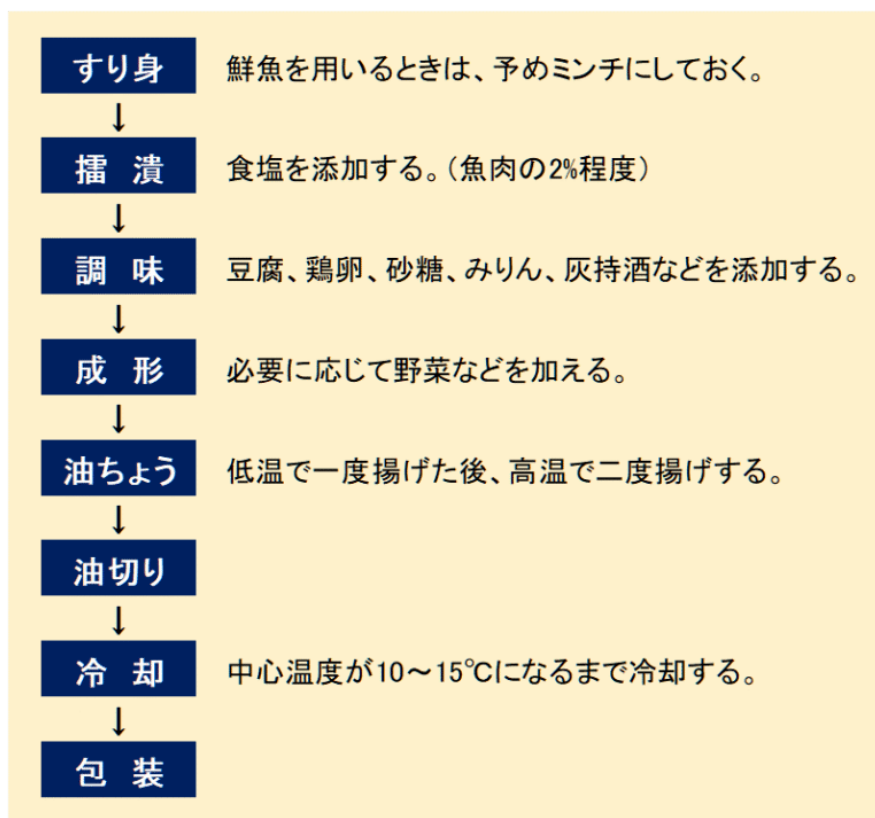 すり身 鮮魚を用いるときは、予めミンチにしておく。
↓
擂 潰 食塩を添加する。(魚肉の2%程度)
↓
調 味 豆腐、鶏卵、砂糖、みりん、灰持酒などを添加する。
↓
成 形 必要に応じて野菜などを加える。
↓
油ちょう 低温で一度揚げた後、高温で二度揚げする。
↓
油切り
↓
冷 却 中心温度が10～15℃になるまで冷却する。
↓
包 装